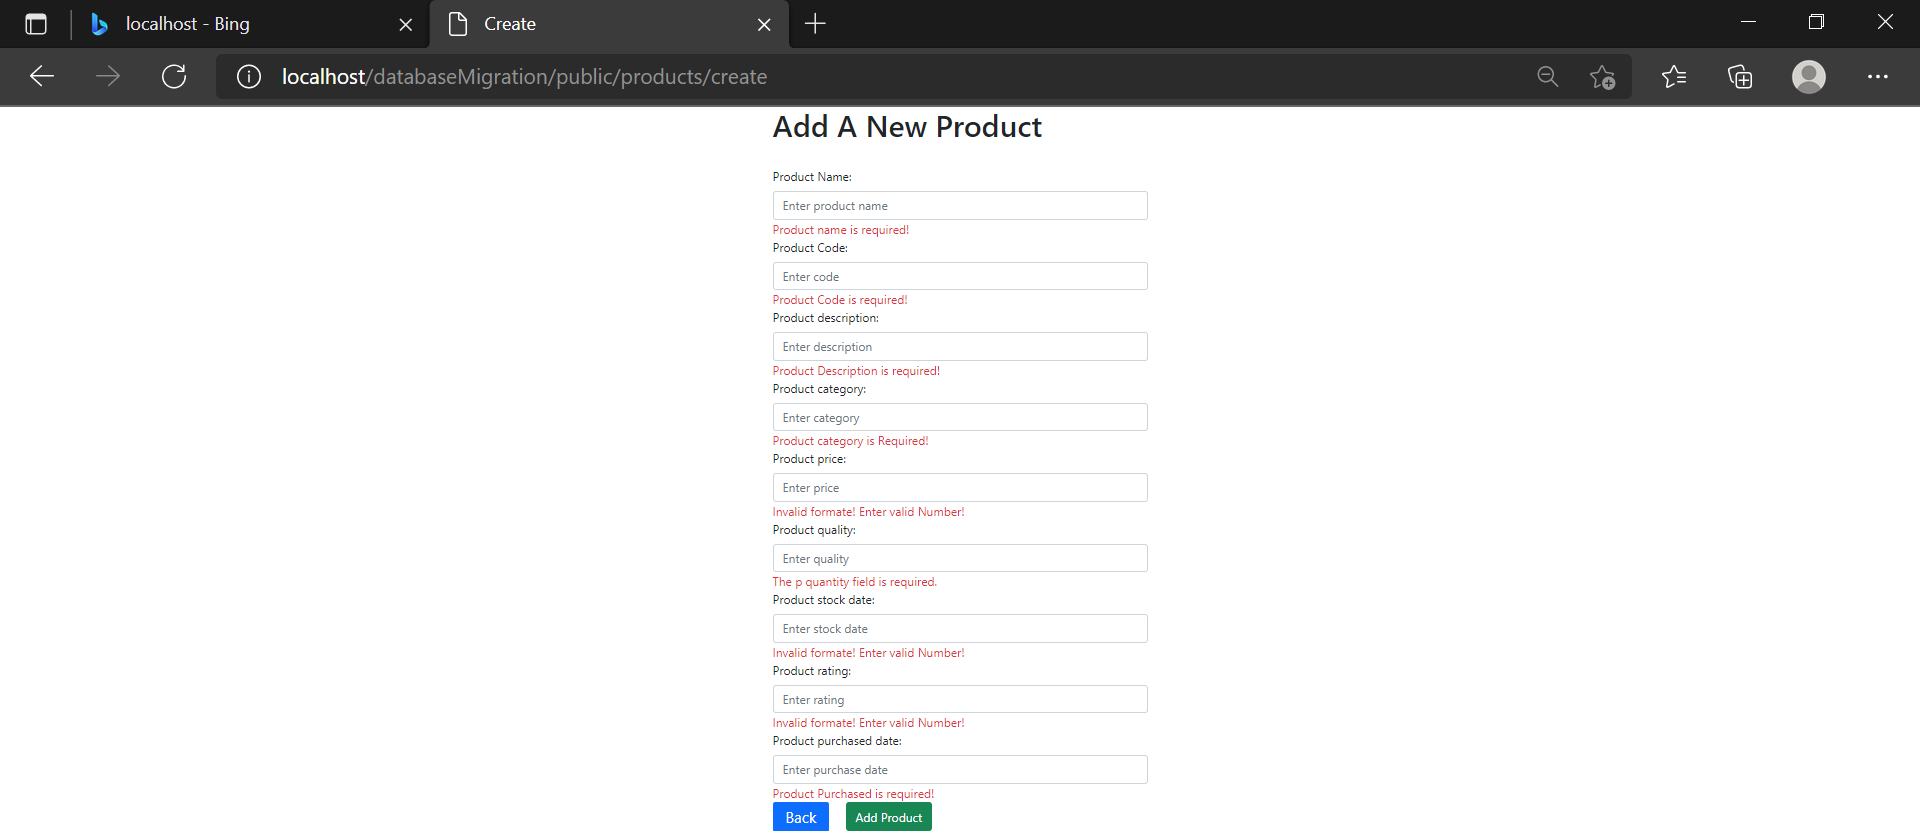 localhost - Bing
Create
localhost/databaseMigration/public/products/create
Add A New Product
Product Name:
Enter product name
Product name is required!
Product Code:
Enter code
Product Code is required!
Product description:
Enter description
Product Description is required!
Product category:
Enter category
Product category is Required!
Product price:
Enter price
Invalid formate! Enter valid Number!
Product quality:
Enter quality
The p quantity field is required.
Product stock date:
Enter stock date
Invalid formate! Enter valid Number!
Product rating:
Enter rating
Invalid formate! Enter valid Number!
Product purchased date:
Enter purchase date
Product Purchased is required!
Back Add Product